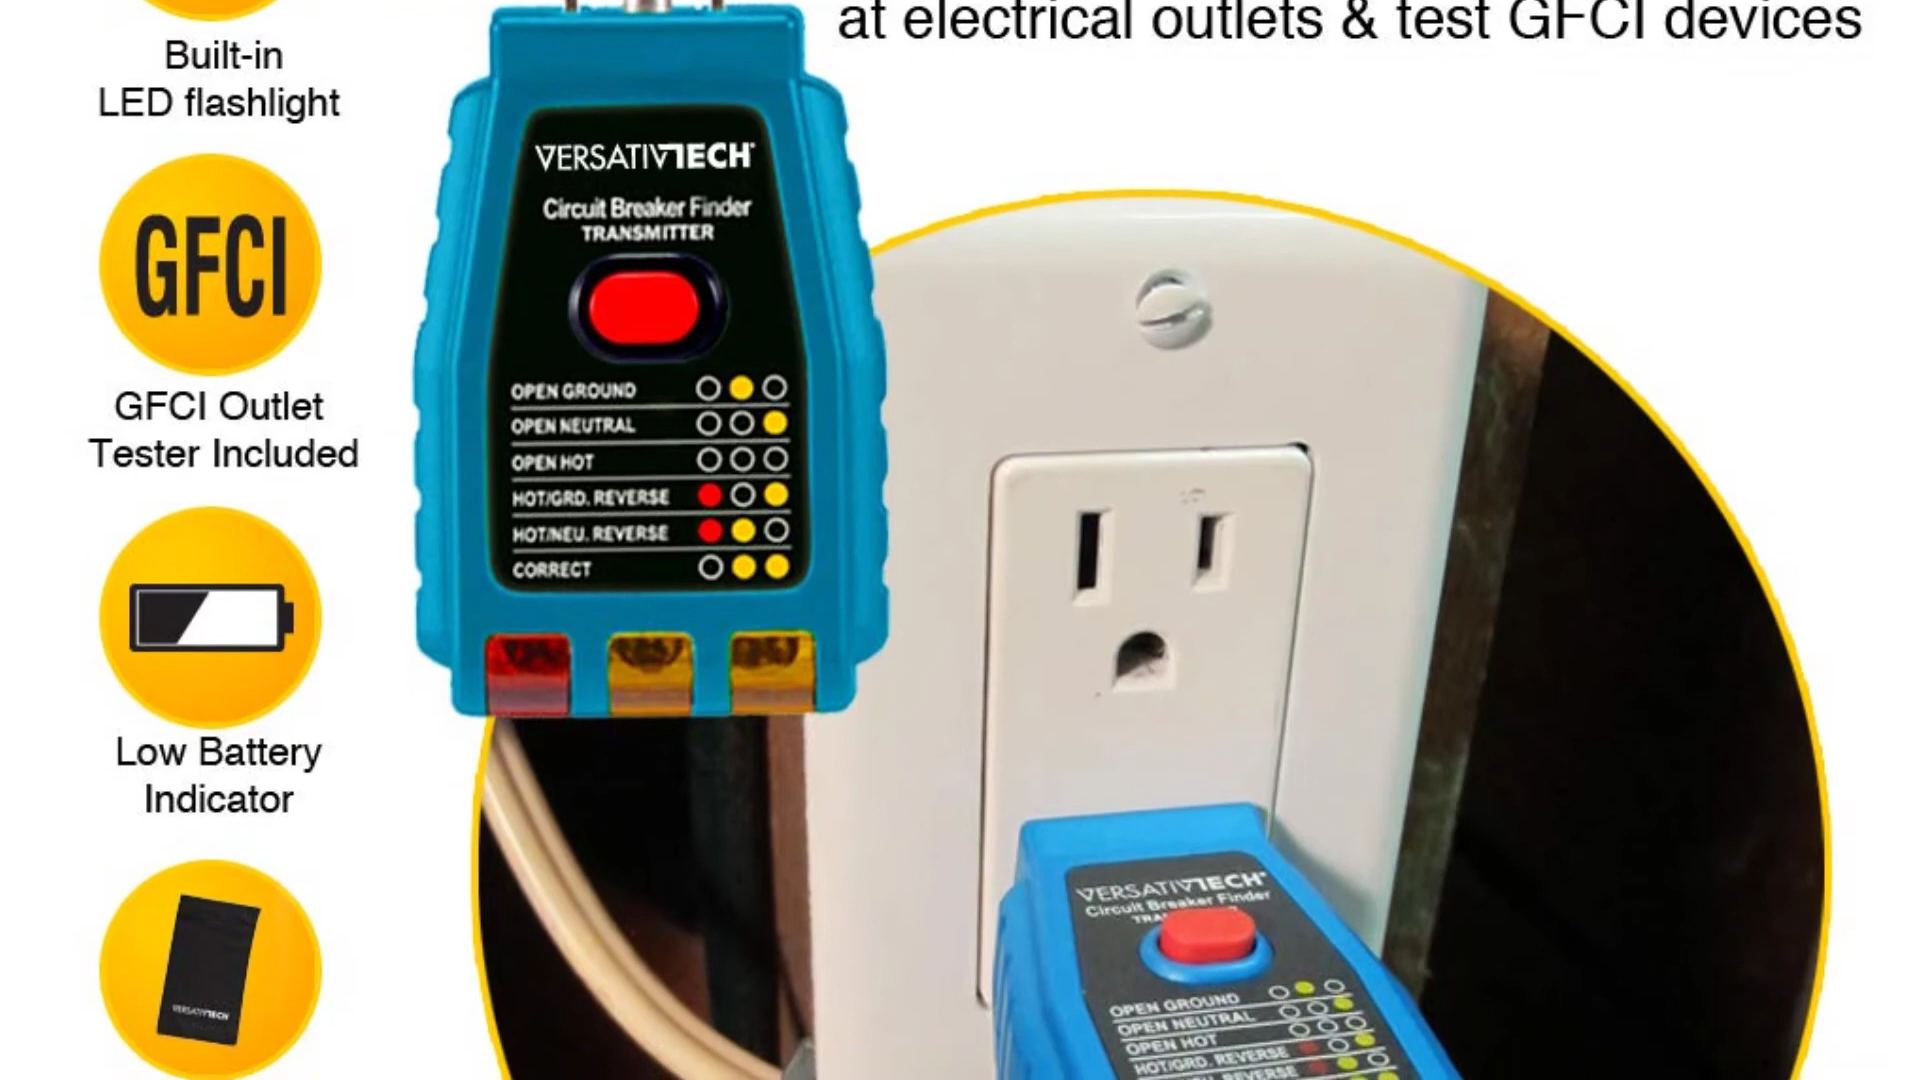 at electrical outlets & test GFCI devices
Built-in
LED flashlight
GFCI
GFCI Outlet
Tester Included
Low Battery
Indicator
VERSATIVTECH
VERSATIVTECH
Circuit Breaker Finder
TRANSMITTER
OPEN GROUND
OPEN NEUTRAL
OPEN HOT
HOT/GRD. REVERSE
HOT/NEU. REVERSE
CORRECT
VERSATIVTECH
Circuit Breaker Finder
OPEN GROUND
OPEN NEUTRAL
OPEN HOT
HOT/GRD. REVERSE
REVERSE